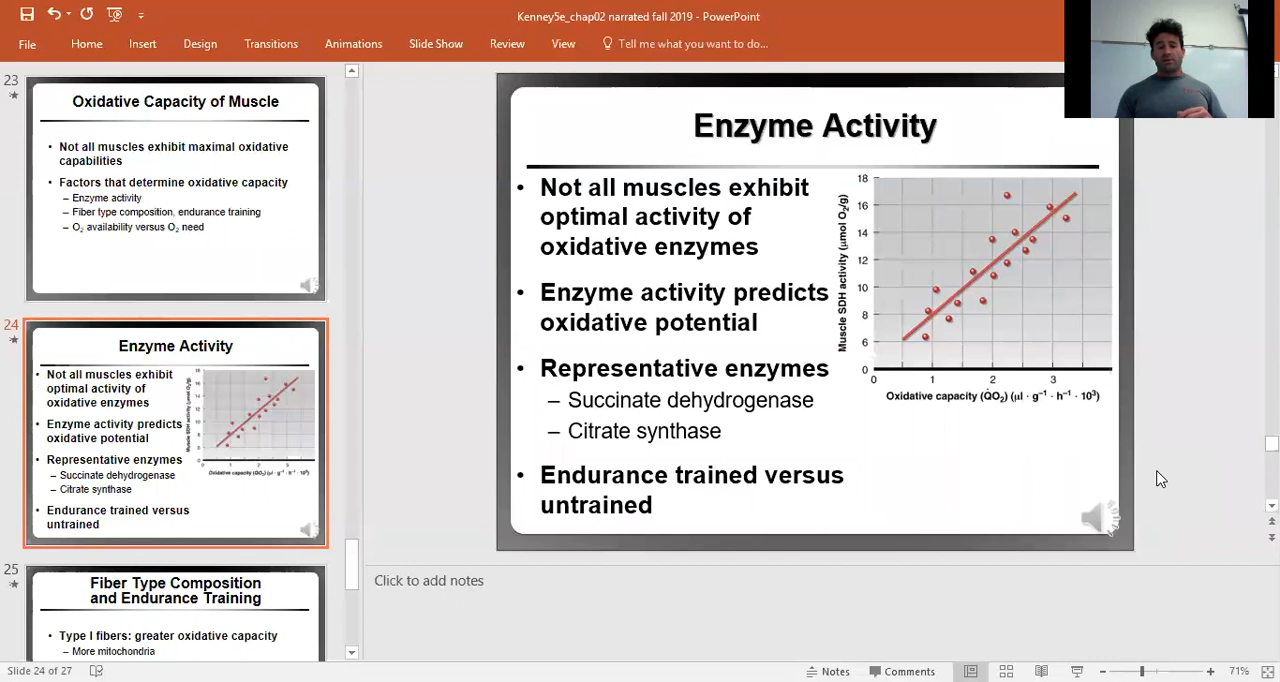 Kenney5e_chap02 narrated fall 2019 - PowerPoint
File Home Insert Design Transitions Animations Slide Show Review View Tell me what you want to do...
23
Oxidative Capacity of Muscle
• Not all muscles exhibit maximal oxidative
capabilities
• Factors that determine oxidative capacity
– Enzyme activity
– Fiber type composition, endurance training
– O₂ availability versus O₂ need
24
Enzyme Activity
• Not all muscles exhibit
optimal activity of
oxidative enzymes
• Enzyme activity predicts
oxidative potential
• Representative enzymes
– Succinate dehydrogenase
– Citrate synthase
• Endurance trained versus
untrained
25
Fiber Type Composition
and Endurance Training
• Type I fibers: greater oxidative capacity
– More mitochondria
Enzyme Activity
• Not all muscles exhibit
optimal activity of
oxidative enzymes
• Enzyme activity predicts
oxidative potential
• Representative enzymes
– Succinate dehydrogenase
– Citrate synthase
• Endurance trained versus
untrained
Muscle SDH activity (μmol O₂/g)
18
16
14
12
10
8
6
0
0 1 2 3
Oxidative capacity (Q̇O₂) (μl · g⁻¹ · h⁻¹ · 10³)
Click to add notes
Slide 24 of 27 Notes Comments 71%